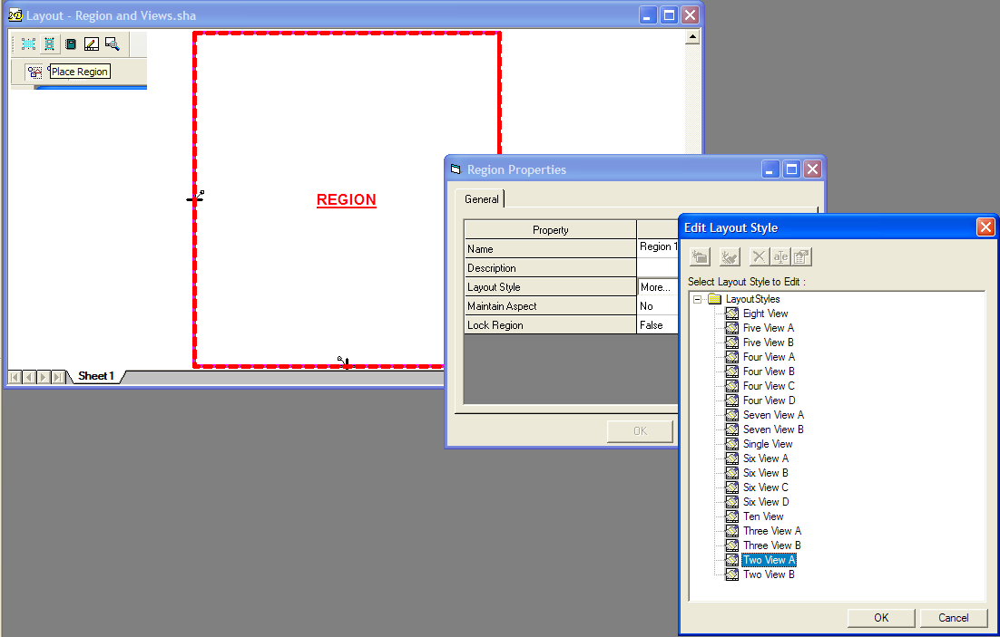 Layout - Region and Views.sha
Place Region
REGION
Sheet1
Region Properties
General
Property
Name Region 1
Description
Layout Style More...
Maintain Aspect No
Lock Region False
OK
Edit Layout Style
Select Layout Style to Edit :
LayoutStyles
Eight View
Five View A
Five View B
Four View A
Four View B
Four View C
Four View D
Seven View A
Seven View B
Single View
Six View A
Six View B
Six View C
Six View D
Ten View
Three View A
Three View B
Two View A
Two View B
OK Cancel